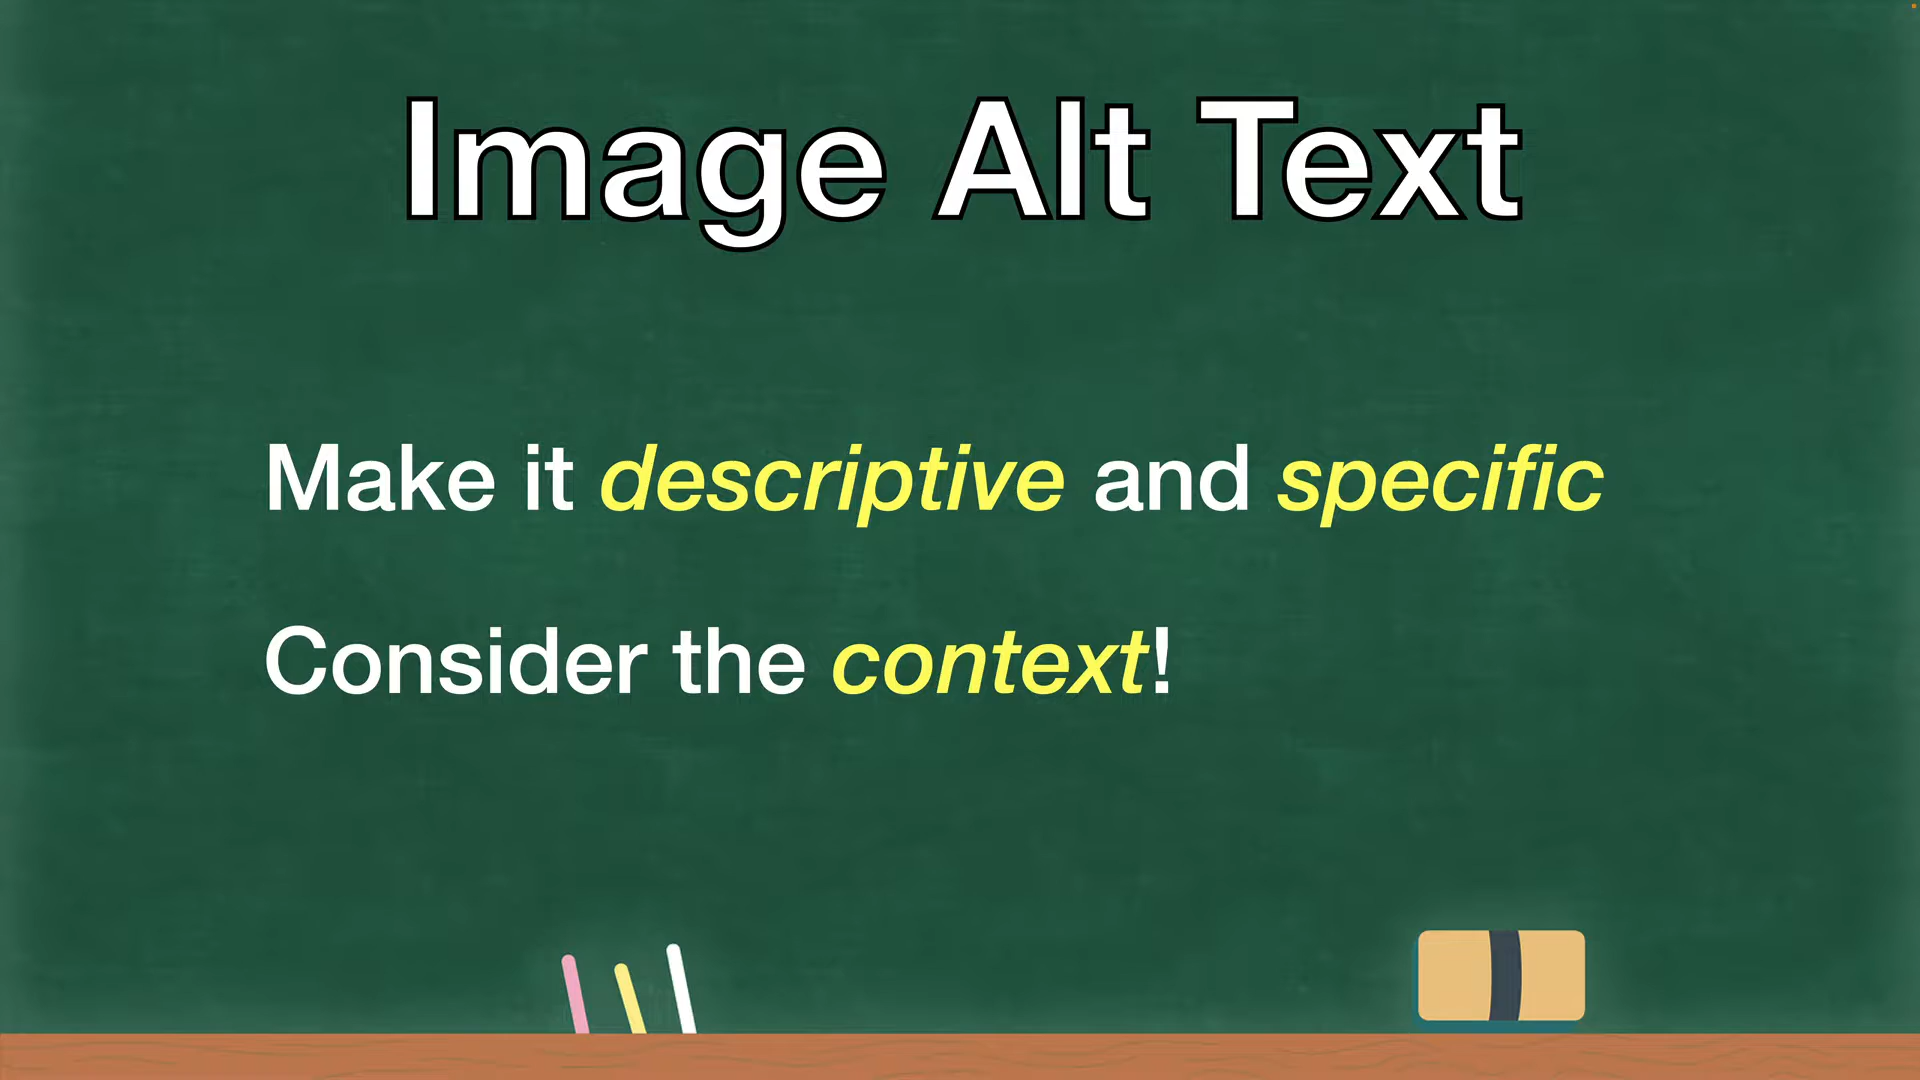 Image Alt Text
Make it descriptive and specific
Consider the context!